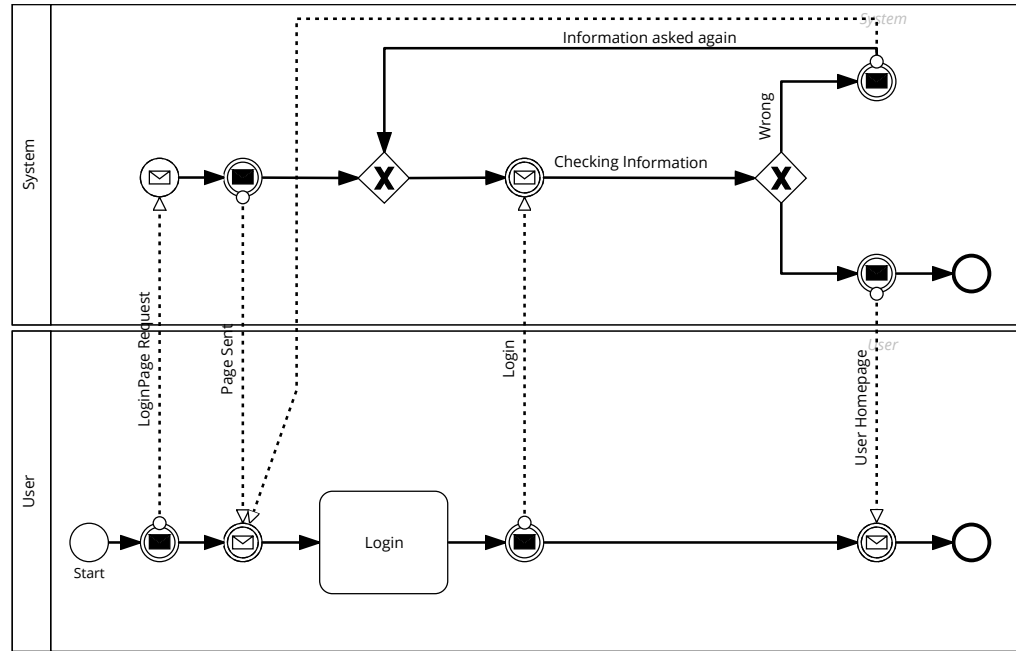 System
Information asked again
Wrong
System
Checking Information
LoginPage Request
Page Sent
Login
User
User Homepage
User
Login
Start